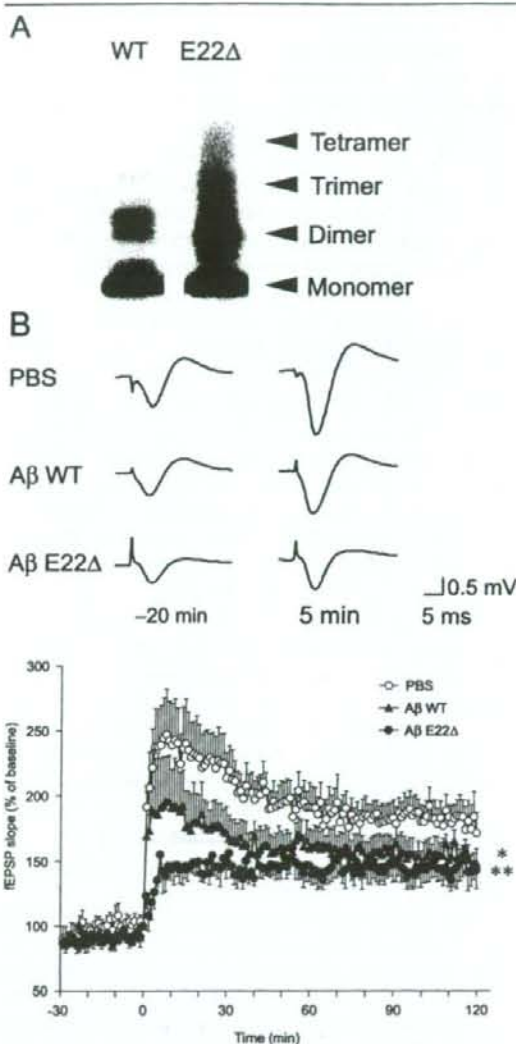 A
WT E22Δ
Tetramer
Trimer
Dimer
Monomer
B
PBS
Aβ WT
Aβ E22Δ
0.5 mV
–20 min 5 min 5 ms
300
250
200
150
100
50
fEPSP slope (% of baseline)
PBS
Aβ WT
Aβ E22Δ
*
**
-30 0 30 60 90 120
Time (min)